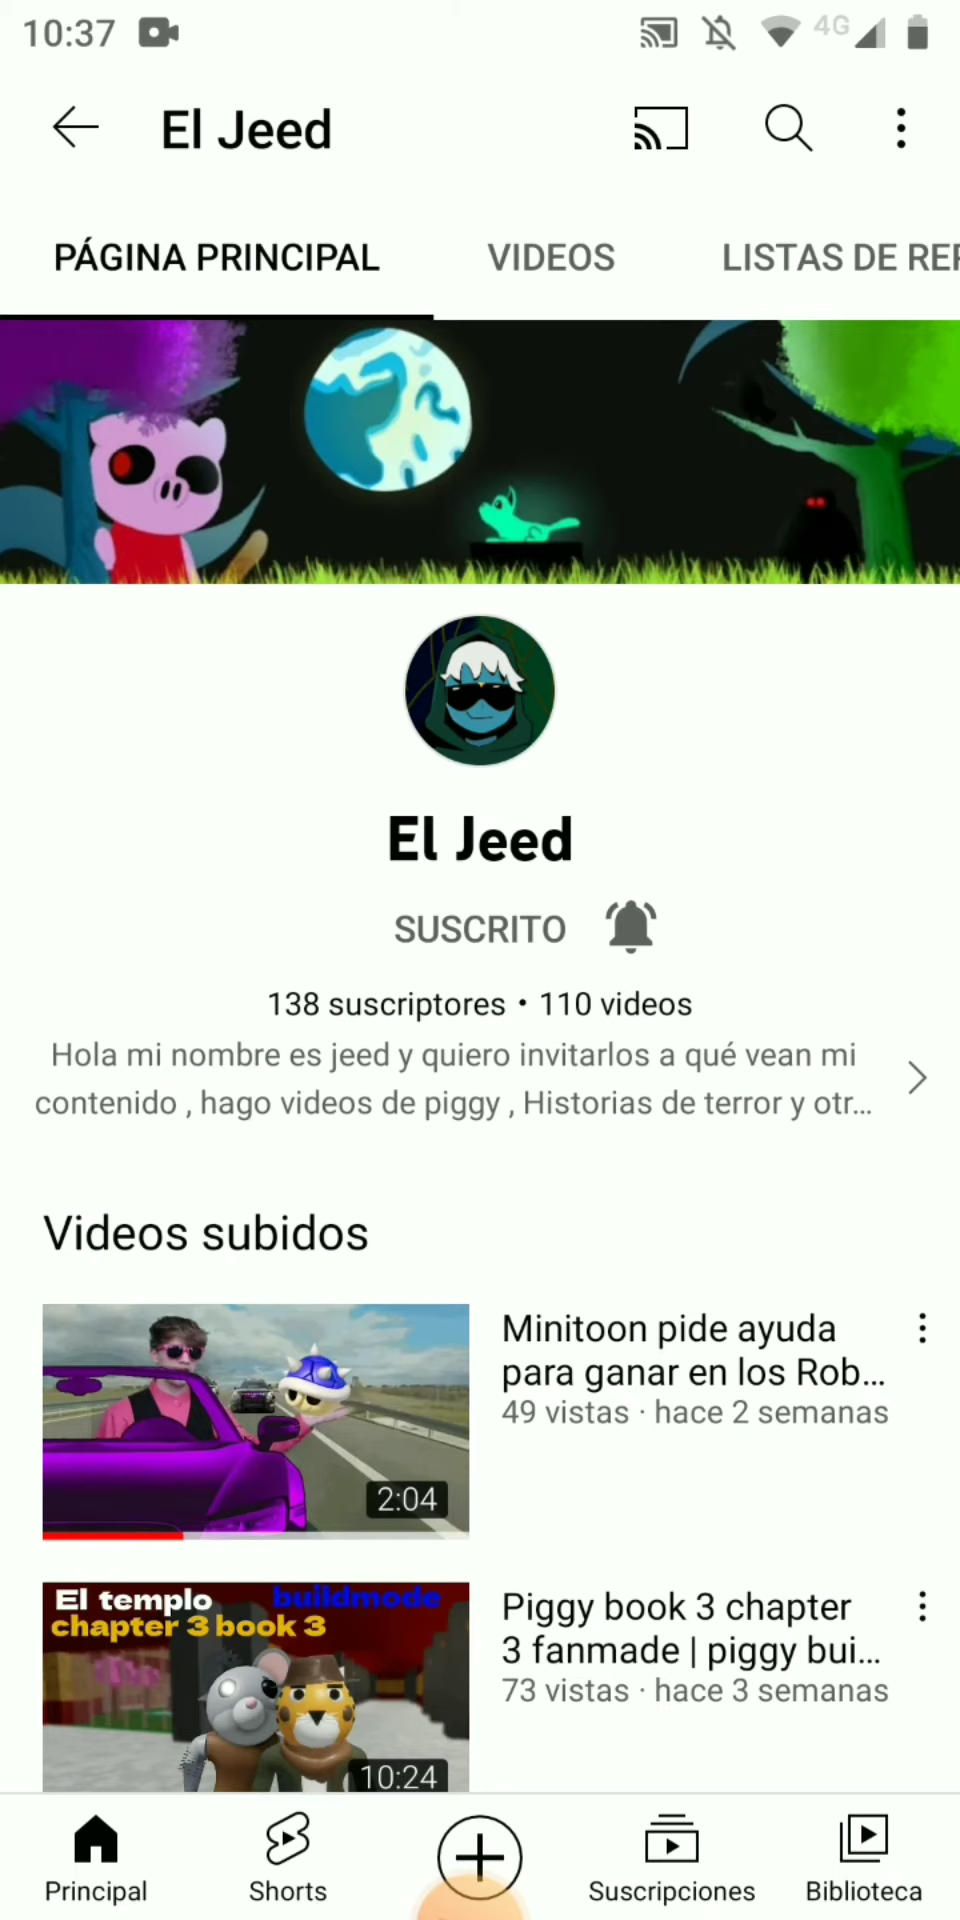 10:37
4G
El Jeed
PÁGINA PRINCIPAL
VIDEOS
LISTAS DE REP
El Jeed
SUSCRITO
138 suscriptores • 110 videos
Hola mi nombre es jeed y quiero invitarlos a qué vean mi
contenido , hago videos de piggy , Historias de terror y otr...
Videos subidos
2:04
Minitoon pide ayuda
para ganar en los Rob...
49 vistas · hace 2 semanas
El templo
buildmode
chapter 3 book 3
10:24
Piggy book 3 chapter
3 fanmade | piggy bui...
73 vistas · hace 3 semanas
Principal
Shorts
Suscripciones
Biblioteca